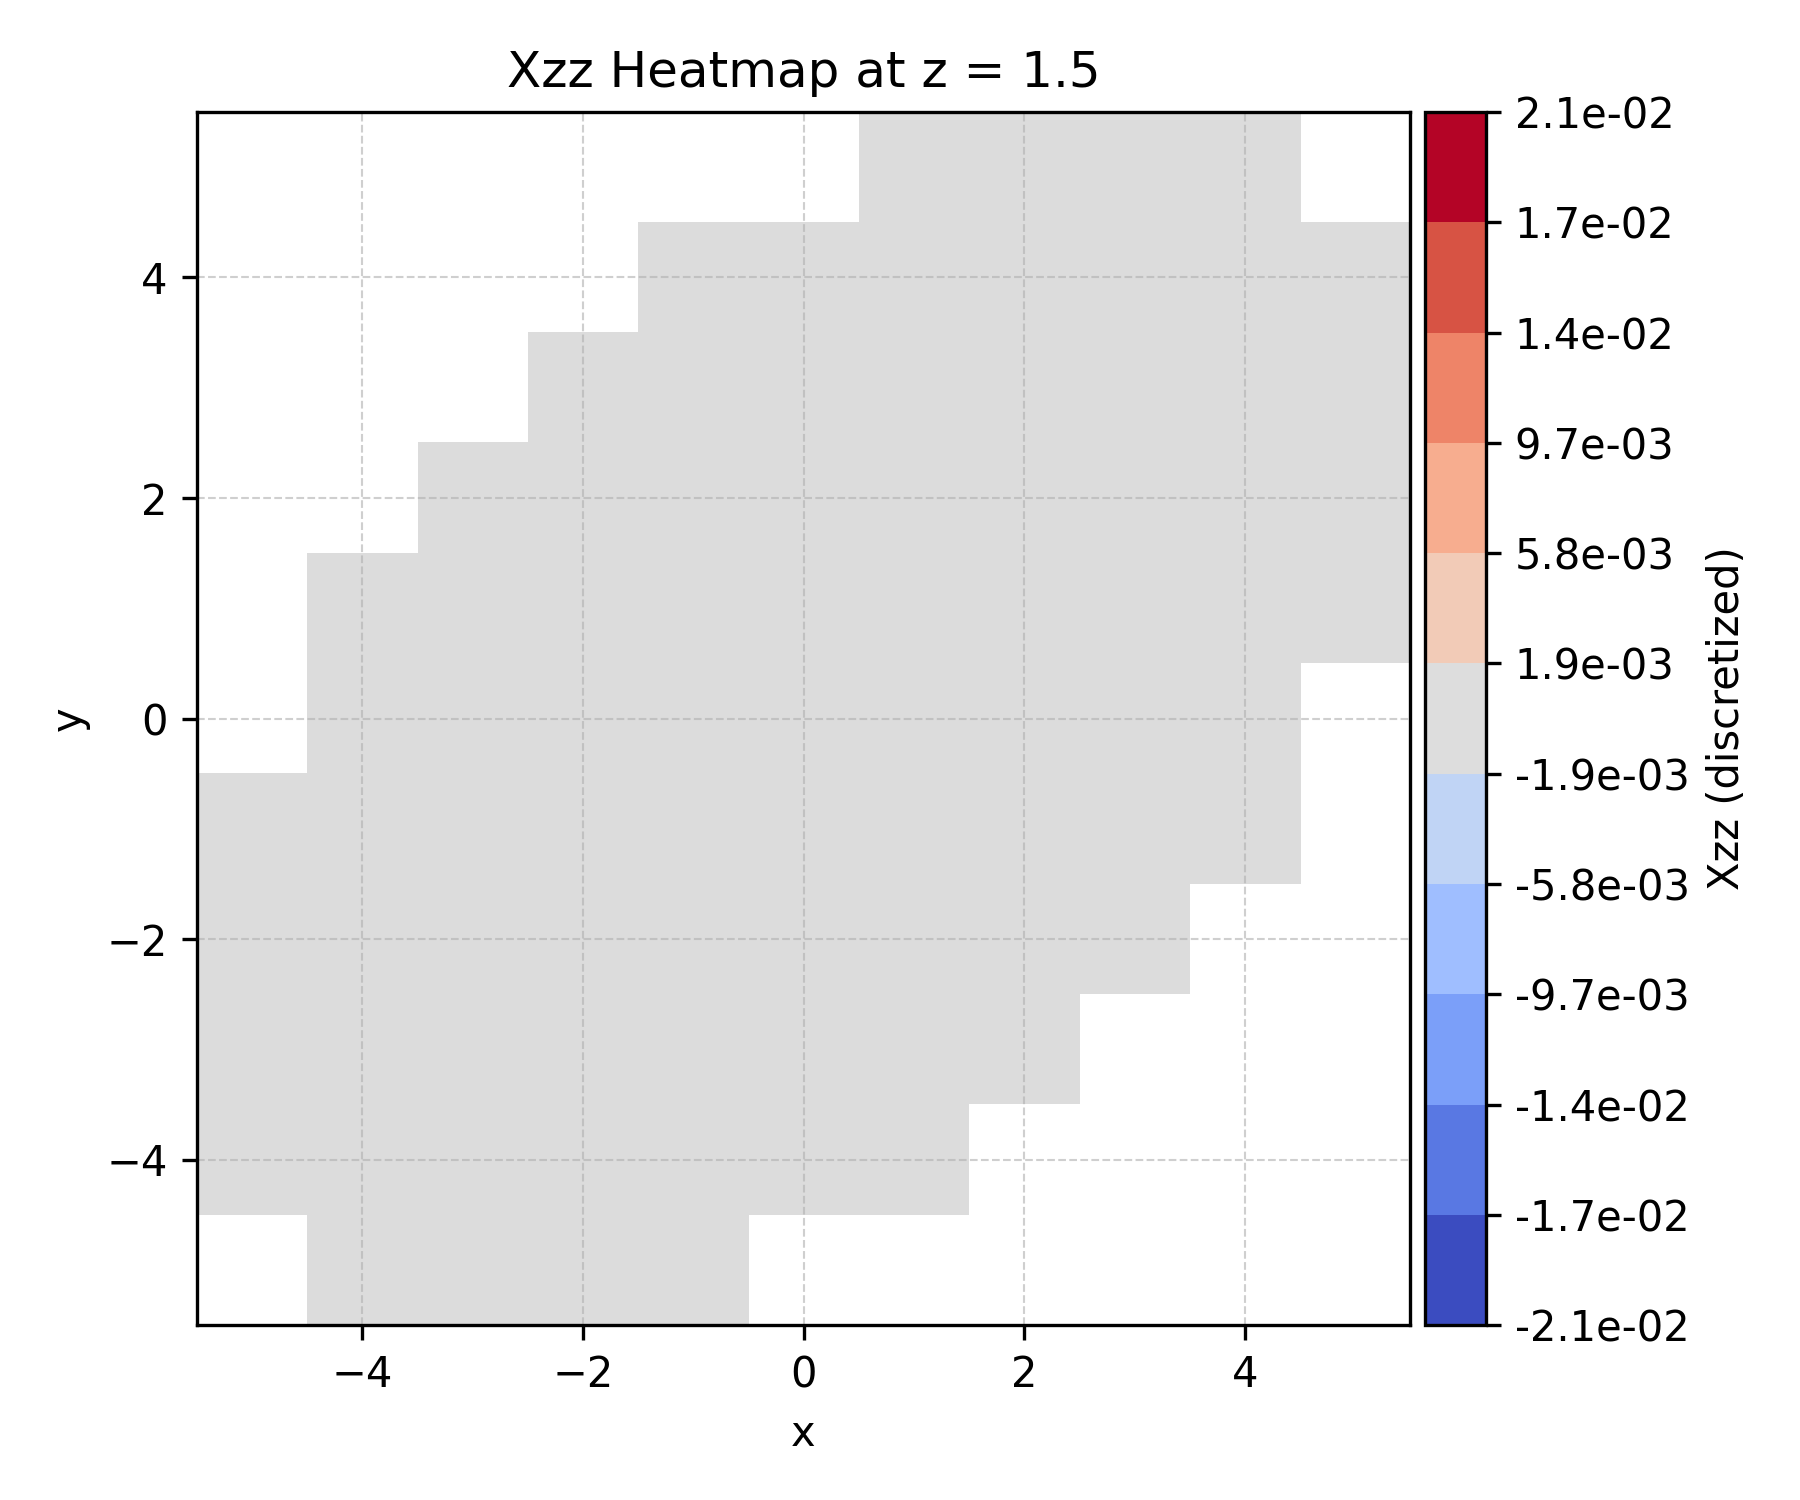 Xzz Heatmap at z = 1.5
2.1e-02
1.7e-02
1.4e-02
9.7e-03
5.8e-03
1.9e-03
-1.9e-03
-5.8e-03
-9.7e-03
-1.4e-02
-1.7e-02
-2.1e-02
Xzz (discretized)
4
2
0
−2
−4
y
−4 −2 0 2 4
x